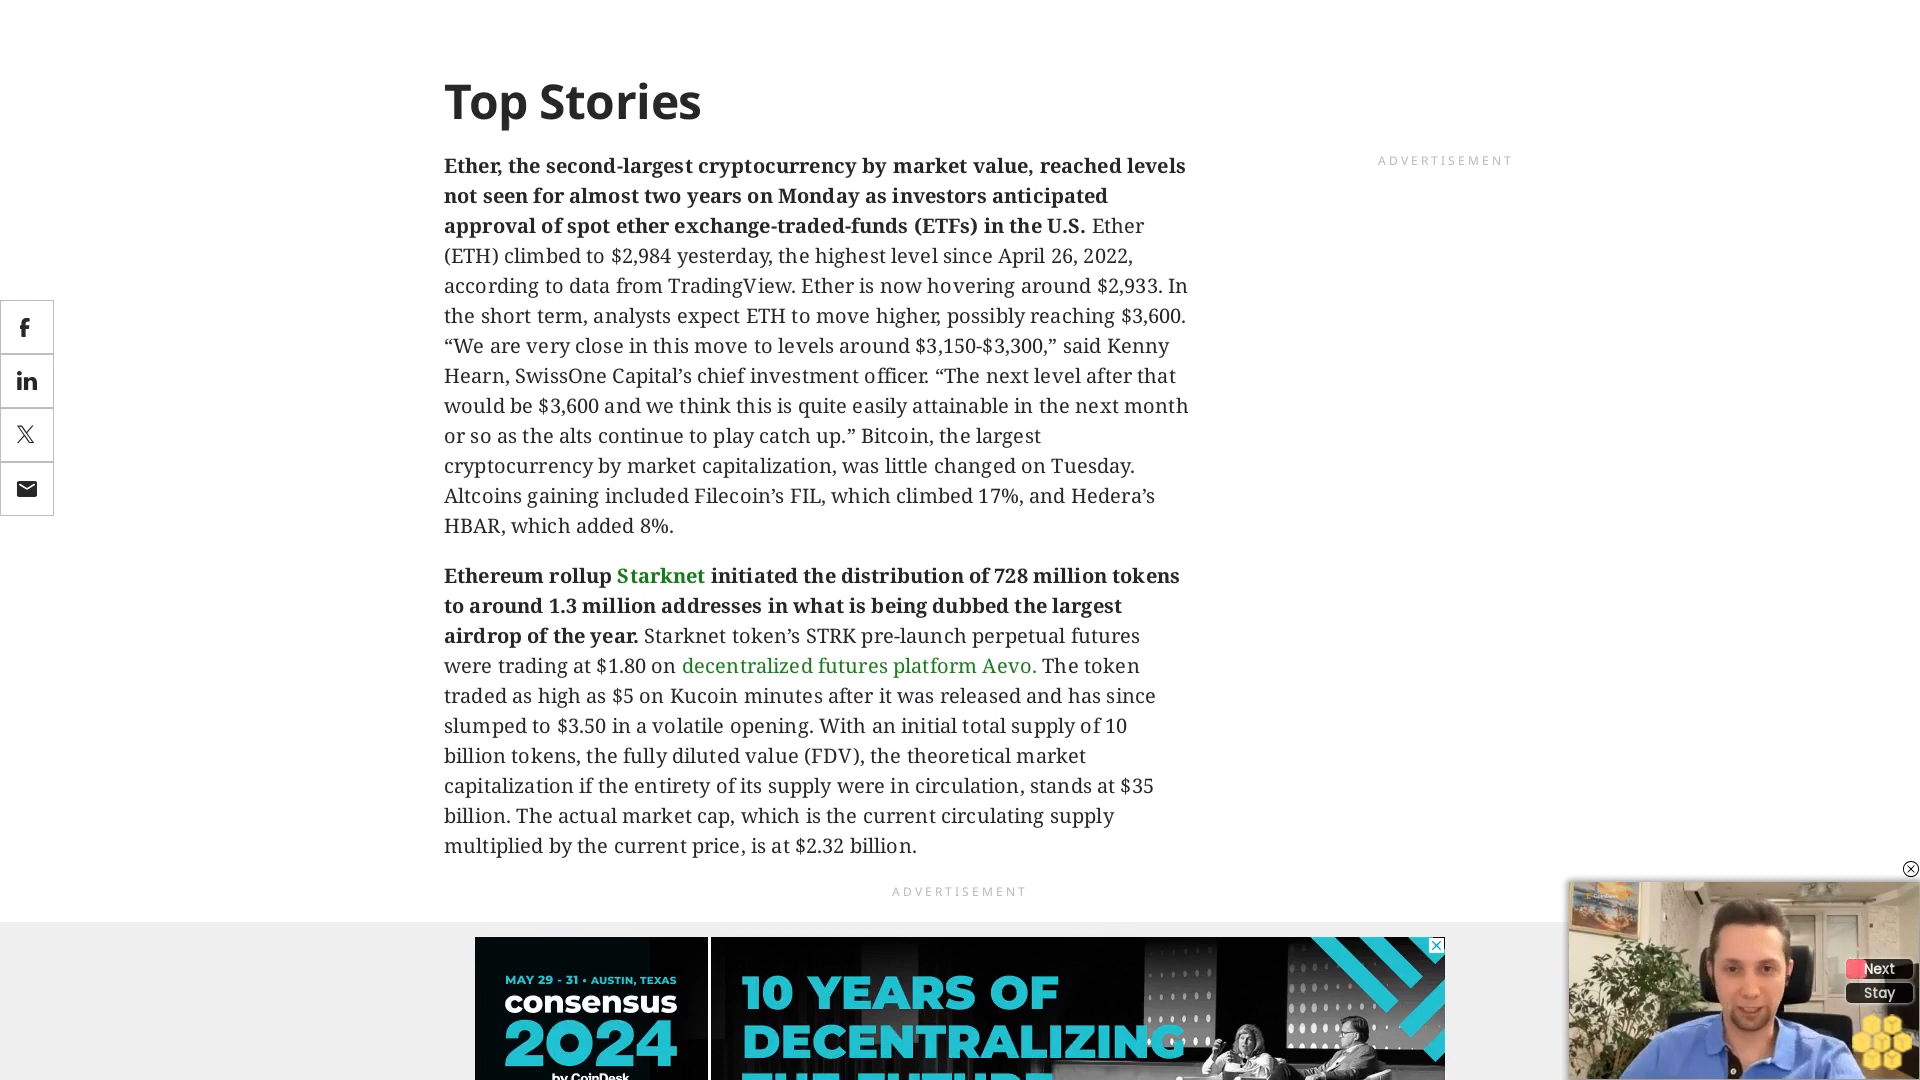 Top Stories
Ether, the second-largest cryptocurrency by market value, reached levels
not seen for almost two years on Monday as investors anticipated
approval of spot ether exchange-traded-funds (ETFs) in the U.S. Ether
(ETH) climbed to $2,984 yesterday, the highest level since April 26, 2022,
according to data from TradingView. Ether is now hovering around $2,933. In
the short term, analysts expect ETH to move higher, possibly reaching $3,600.
“We are very close in this move to levels around $3,150-$3,300,” said Kenny
Hearn, SwissOne Capital’s chief investment officer. “The next level after that
would be $3,600 and we think this is quite easily attainable in the next month
or so as the alts continue to play catch up.” Bitcoin, the largest
cryptocurrency by market capitalization, was little changed on Tuesday.
Altcoins gaining included Filecoin’s FIL, which climbed 17%, and Hedera’s
HBAR, which added 8%.
Ethereum rollup Starknet initiated the distribution of 728 million tokens
to around 1.3 million addresses in what is being dubbed the largest
airdrop of the year. Starknet token’s STRK pre-launch perpetual futures
were trading at $1.80 on decentralized futures platform Aevo. The token
traded as high as $5 on Kucoin minutes after it was released and has since
slumped to $3.50 in a volatile opening. With an initial total supply of 10
billion tokens, the fully diluted value (FDV), the theoretical market
capitalization if the entirety of its supply were in circulation, stands at $35
billion. The actual market cap, which is the current circulating supply
multiplied by the current price, is at $2.32 billion.
ADVERTISEMENT
ADVERTISEMENT
MAY 29 - 31 • AUSTIN, TEXAS
consensus
2024
by CoinDesk
10 YEARS OF
DECENTRALIZING
THE FUTURE
Next
Stay